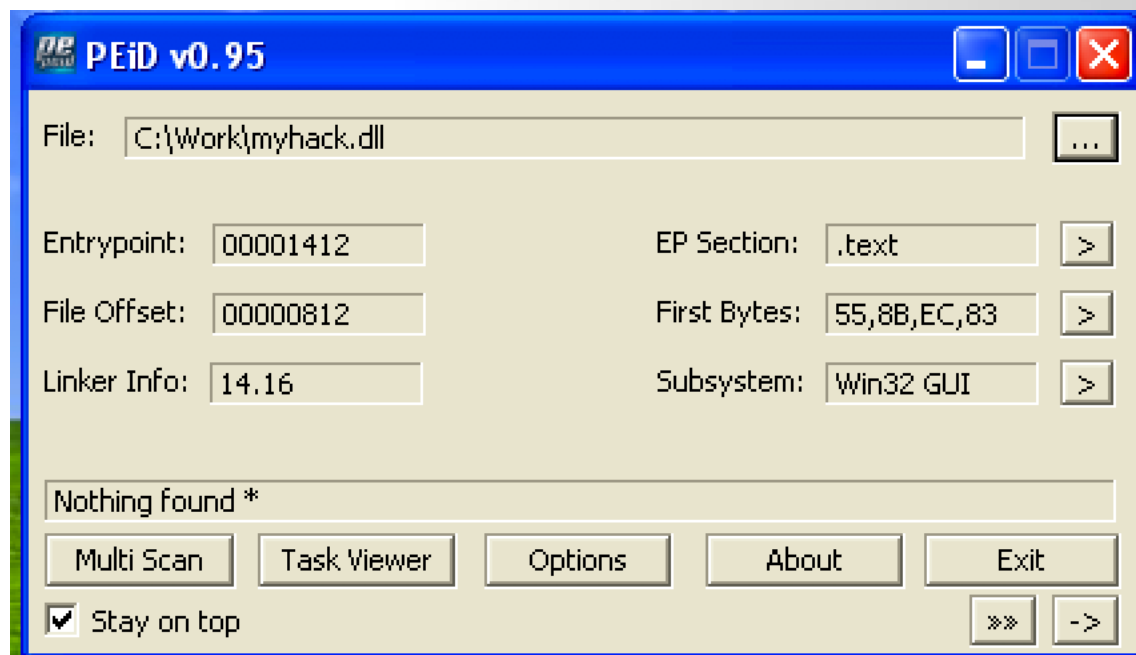 PEiD v0.95
File: C:\Work\myhack.dll ...
Entrypoint: 00001412 EP Section: .text >
File Offset: 00000812 First Bytes: 55,8B,EC,83 >
Linker Info: 14.16 Subsystem: Win32 GUI >
Nothing found *
Multi Scan Task Viewer Options About Exit
Stay on top »» ->